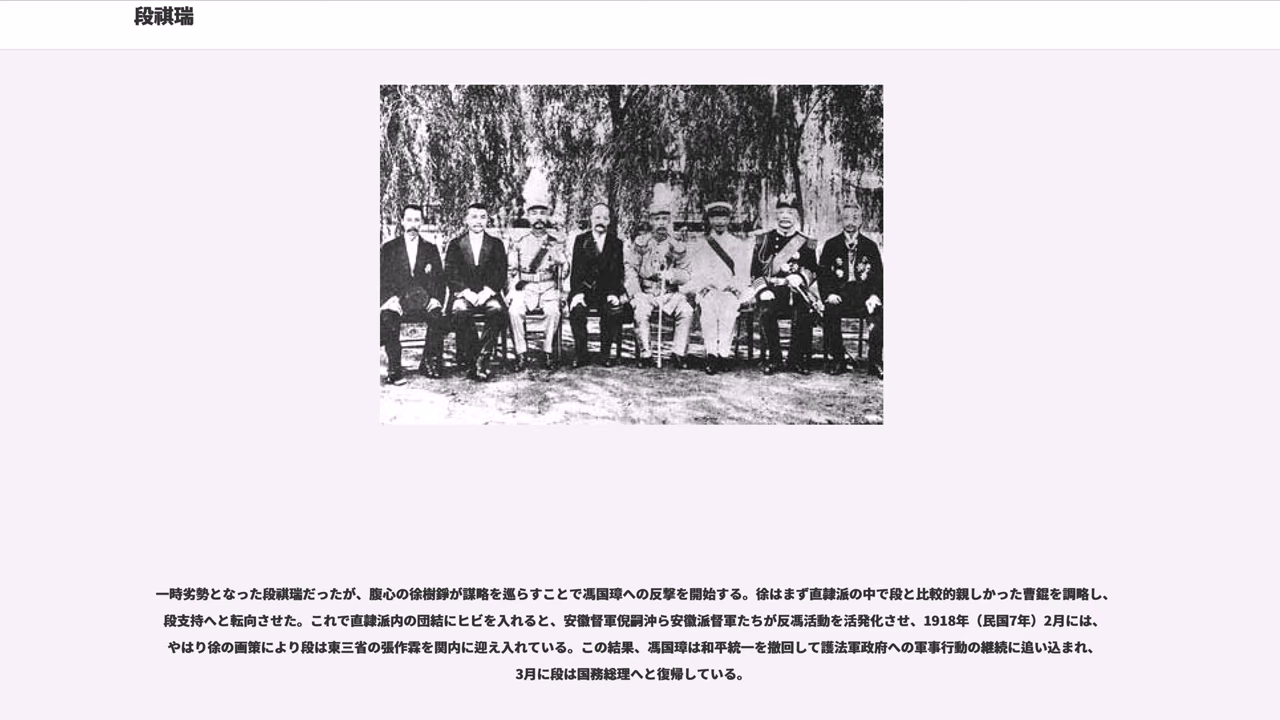 段祺瑞
一時劣勢となった段祺瑞だったが、腹心の徐樹錚が謀略を巡らすことで馮国璋への反撃を開始する。徐はまず直隷派の中で段と比較的親しかった曹錕を調略し、
段支持へと転向させた。これで直隷派内の団結にヒビを入れると、安徽督軍倪嗣沖ら安徽派督軍たちが反馮活動を活発化させ、1918年（民国7年）2月には、
やはり徐の画策により段は東三省の張作霖を関内に迎え入れている。この結果、馮国璋は和平統一を撤回して護法軍政府への軍事行動の継続に追い込まれ、
3月に段は国務総理へと復帰している。